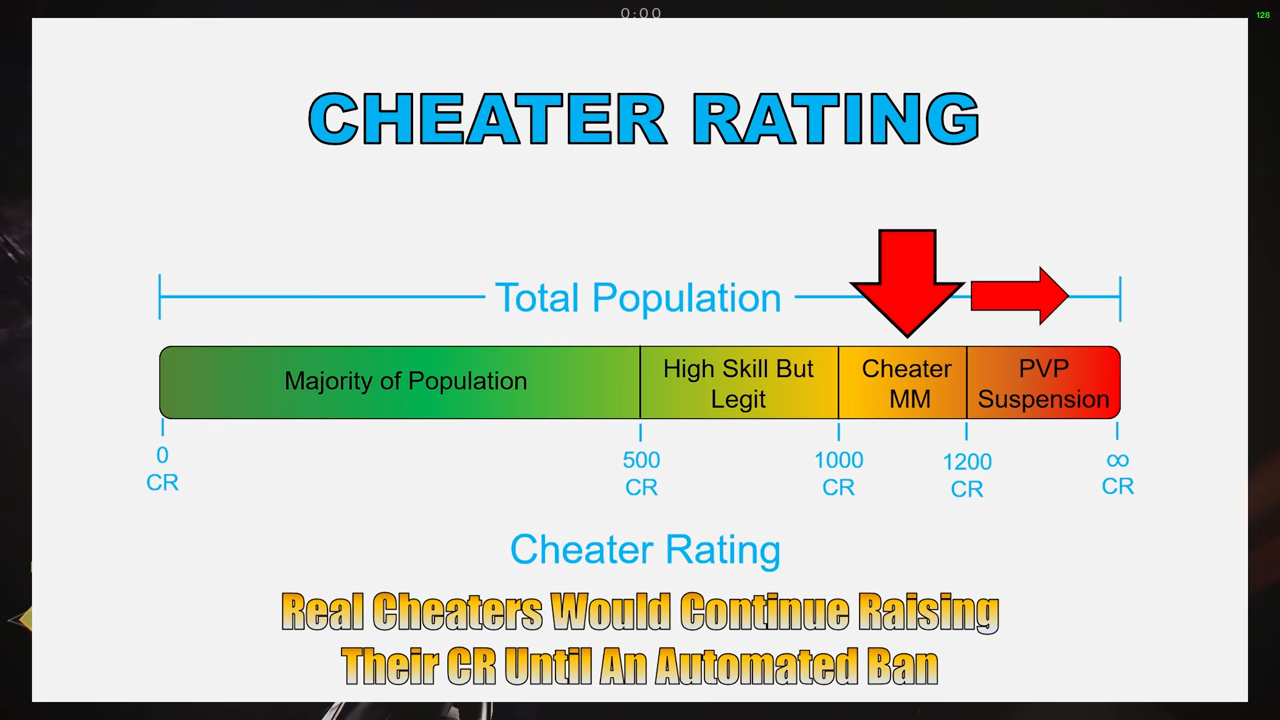 0:00
128
CHEATER RATING
Total Population
Majority of Population
High Skill But
Legit
Cheater
MM
PVP
Suspension
0
CR
500
CR
1000
CR
1200
CR
∞
CR
Cheater Rating
Real Cheaters Would Continue Raising
Their CR Until An Automated Ban